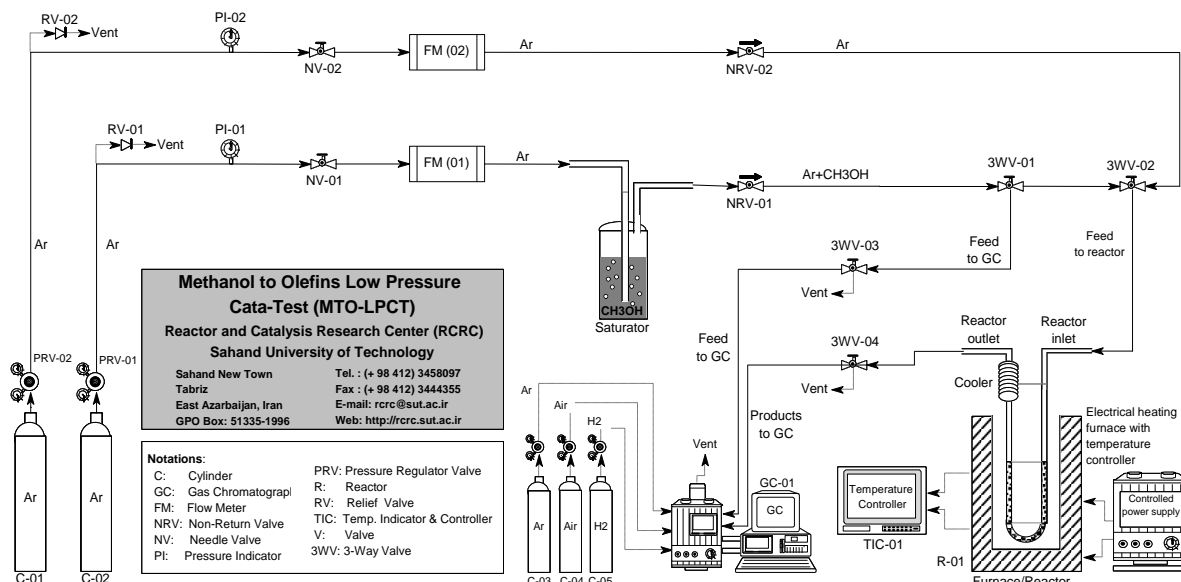 RV-02
Vent
PI-02
NV-02
FM (02)
Ar
NRV-02
Ar
RV-01
Vent
PI-01
NV-01
FM (01)
Ar
NRV-01
Ar+CH3OH
3WV-01
3WV-02
Ar
Ar
CH3OH
Saturator
3WV-03
Vent
Feed
to GC
Feed
to reactor
Methanol to Olefins Low Pressure
Cata-Test (MTO-LPCT)
Reactor and Catalysis Research Center (RCRC)
Sahand University of Technology
Sahand New Town
Tabriz
East Azarbaijan, Iran
GPO Box: 51335-1996
Tel. : (+ 98 412) 3458097
Fax : (+ 98 412) 3444355
E-mail: rcrc@sut.ac.ir
Web: http://rcrc.sut.ac.ir
PRV-02
PRV-01
Feed
to GC
3WV-04
Vent
Reactor
outlet
Reactor
inlet
Cooler
Products
to GC
Electrical heating
furnace with
temperature
controller
Ar
Air
H2
Ar
Ar
Notations:
C: Cylinder
GC: Gas Chromatograpl
FM: Flow Meter
NRV: Non-Return Valve
NV: Needle Valve
PI: Pressure Indicator
PRV: Pressure Regulator Valve
R: Reactor
RV: Relief Valve
TIC: Temp. Indicator & Controller
V: Valve
3WV: 3-Way Valve
Ar
Air
H2
Vent
GC-01
GC
Temperature
Controller
TIC-01
Controlled
power supply
R-01
Furnace/Reactor
C-01
C-02
C-03
C-04
C-05